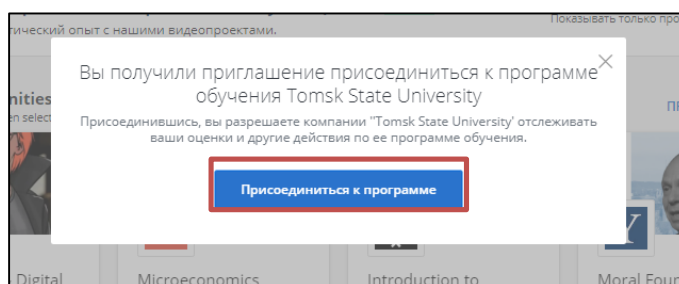 Показывать только про
тический опыт с нашими видеопроектами.
Вы получили приглашение присоединиться к программе
обучения Tomsk State University
nities
en select
Присоединившись, вы разрешаете компании "Tomsk State University' отслеживать
ваши оценки и другие действия по ее программе обучения.
Присоединиться к программе
Digital
Microeconomics
Introduction to
Moral Four